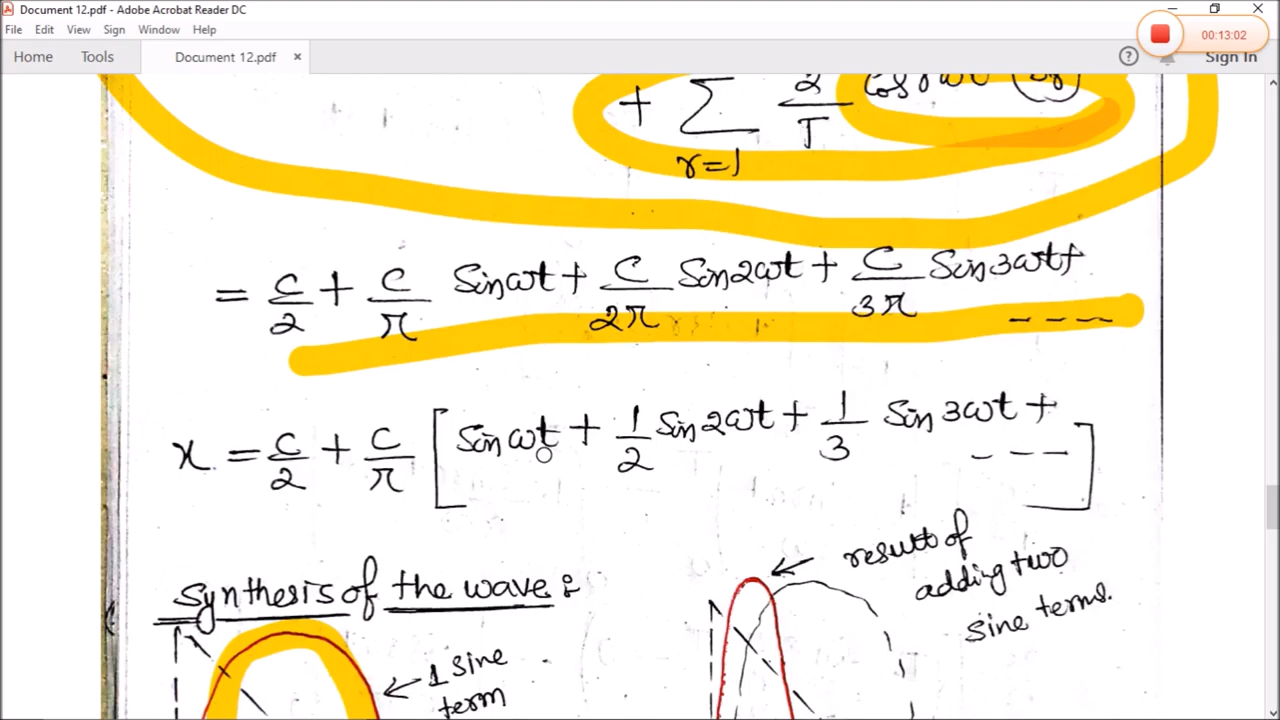 Document 12.pdf - Adobe Acrobat Reader DC
File Edit View Sign Window Help
00:13:02
Home Tools Document 12.pdf × Sign In
+ ∑ 2/T Cos rωt
r=1
= c/2 + c/π Sinωt + c/2π Sin2ωt + c/3π Sin3ωt + ----
x = c/2 + c/π [Sinωt + 1/2 Sin2ωt + 1/3 Sin3ωt + ---]
Synthesis of the wave :
← result of
adding two
sine terms.
← 1 sine
term